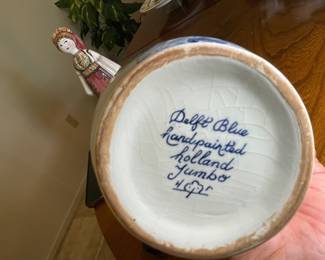 Delft Blue
handpainted
holland
Jumbo